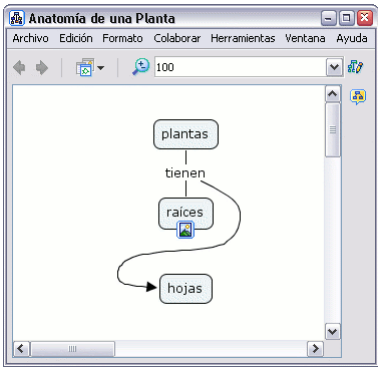 Anatomía de una Planta
Archivo Edición Formato Colaborar Herramientas Ventana Ayuda
100
plantas
tienen
raíces
hojas